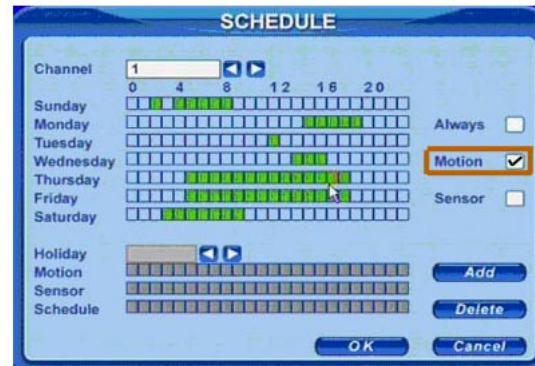 SCHEDULE
Channel 1
0 4 8 12 16 20
Sunday
Monday
Tuesday
Wednesday
Thursday
Friday
Saturday
Always
Motion
Sensor
Holiday
Motion
Sensor
Schedule
Add
Delete
OK
Cancel